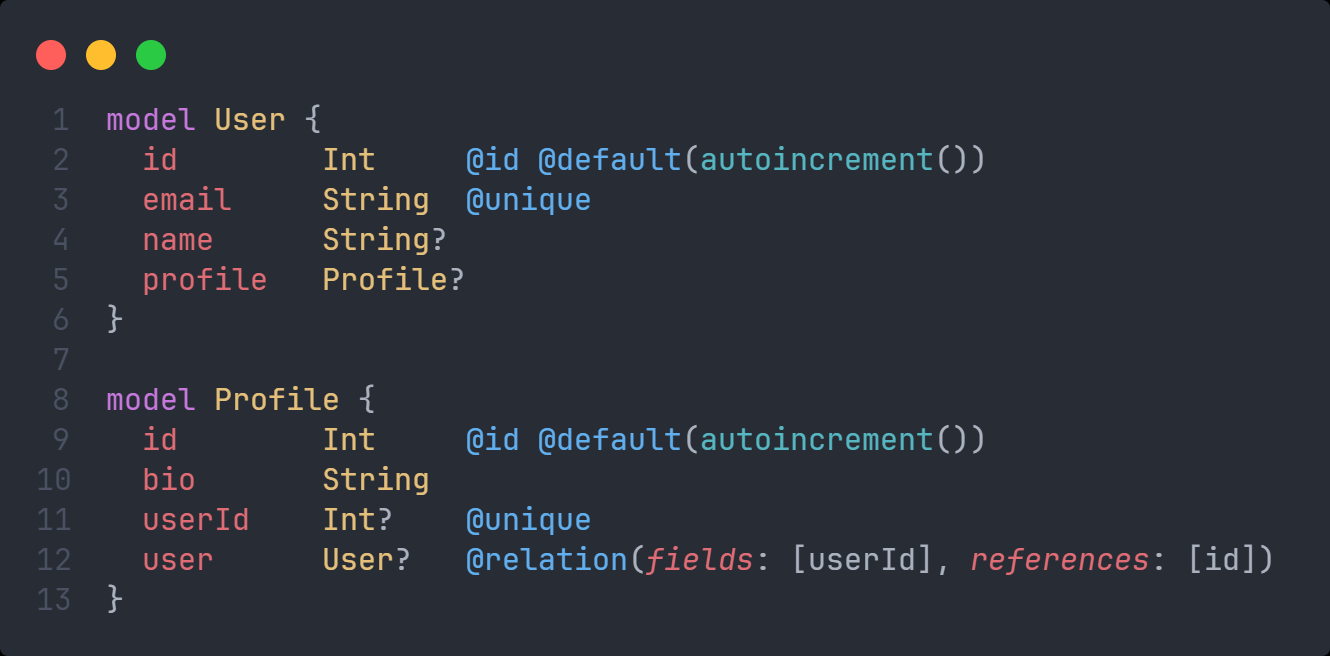 1 model User {
2   id        Int     @id @default(autoincrement())
3   email     String  @unique
4   name      String?
5   profile   Profile?
6 }
7
8 model Profile {
9   id        Int     @id @default(autoincrement())
10   bio       String
11   userId    Int?    @unique
12   user      User?   @relation(fields: [userId], references: [id])
13 }